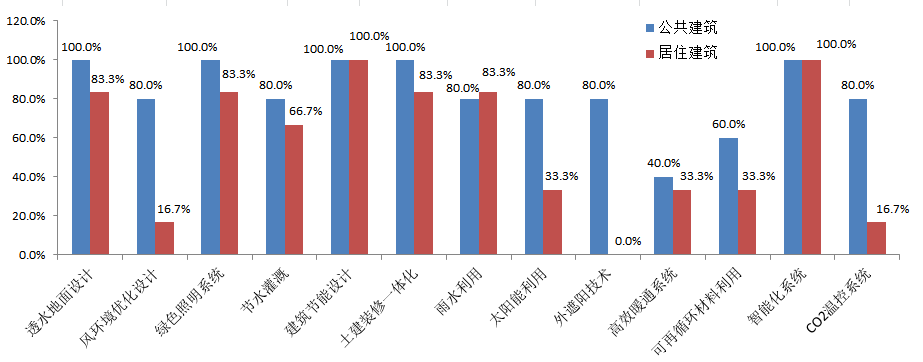 120.0%
100.0%
80.0%
60.0%
40.0%
20.0%
0.0%
公共建筑
居住建筑
100.0%
83.3%
80.0%
16.7%
100.0%
83.3%
80.0%
66.7%
100.0%
100.0%
100.0%
83.3%
80.0%
83.3%
80.0%
33.3%
80.0%
0.0%
40.0%
33.3%
60.0%
33.3%
100.0%
100.0%
80.0%
16.7%
透水地面设计
风环境优化设计
绿色照明系统
节水灌溉
建筑节能设计
土建装修一体化
雨水利用
太阳能利用
外遮阳技术
高效暖通系统
可再循环材料利用
智能化系统
CO2温控系统